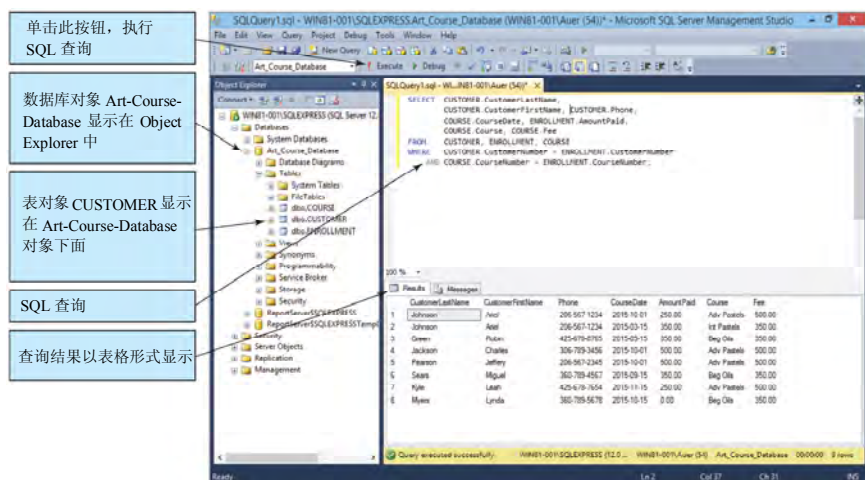 单击此按钮，执行
SQL 查询
数据库对象 Art-Course-
Database 显示在 Object
Explorer 中
表对象 CUSTOMER 显示
在 Art-Course-Database
对象下面
SQL 查询
查询结果以表格形式显示
SQLQuery1.sql - WIN81-001\SQLEXPRESS.Art_Course_Database (WIN81-001\Auer (54))* - Microsoft SQL Server Management Studio
File Edit View Query Project Debug Tools Window Help
New Query
Art_Course_Database Execute Debug
Object Explorer
Connect
WIN81-001\SQLEXPRESS (SQL Server 12.
Databases
System Databases
Art_Course_Database
Database Diagrams
Tables
System Tables
FileTables
dbo.COURSE
dbo.CUSTOMER
dbo.ENROLLMENT
Views
Synonyms
Programmability
Service Broker
Storage
Security
ReportServer$SQLEXPRESS
ReportServer$SQLEXPRESSTemp
Security
Server Objects
Replication
Management
SQLQuery1.sql - WI...IN81-001\Auer (54))*
SELECT CUSTOMER.CustomerLastName,
CUSTOMER.CustomerFirstName, CUSTOMER.Phone,
COURSE.CourseDate, ENROLLMENT.AmountPaid,
COURSE.Course, COURSE.Fee
FROM CUSTOMER, ENROLLMENT, COURSE
WHERE CUSTOMER.CustomerNumber = ENROLLMENT.CustomerNumber
AND COURSE.CourseNumber = ENROLLMENT.CourseNumber;
100 %
Results Messages
CustomerLastName CustomerFirstName Phone CourseDate AmountPaid Course Fee
1 Johnson Ariel 206-567-1234 2015-10-01 250.00 Adv Pastels 500.00
2 Johnson Ariel 206-567-1234 2015-03-15 350.00 Int Pastels 350.00
3 Green Robin 425-678-8765 2015-09-15 350.00 Beg Oils 350.00
4 Jackson Charles 306-789-3456 2015-10-01 500.00 Adv Pastels 500.00
5 Pearson Jeffery 206-567-2345 2015-10-01 500.00 Adv Pastels 500.00
6 Sears Miguel 360-789-4567 2015-09-15 350.00 Beg Oils 350.00
7 Kyle Leah 425-678-7654 2015-11-15 250.00 Adv Pastels 500.00
8 Myers Lynda 360-789-5678 2015-10-15 0.00 Beg Oils 350.00
Query executed successfully. WIN81-001\SQLEXPRESS (12.0... WIN81-001\Auer (54) Art_Course_Database 00:00:00 8 rows
Ready Ln 2 Col 37 Ch 31 INS